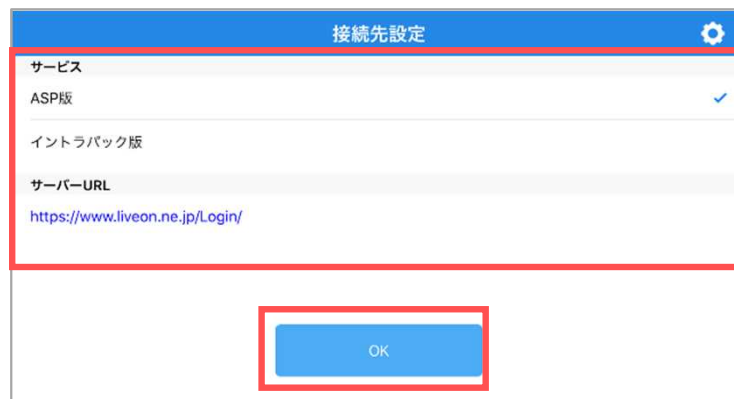 接続先設定
サービス
ASP版
イントラパック版
サーバーURL
https://www.liveon.ne.jp/Login/
OK